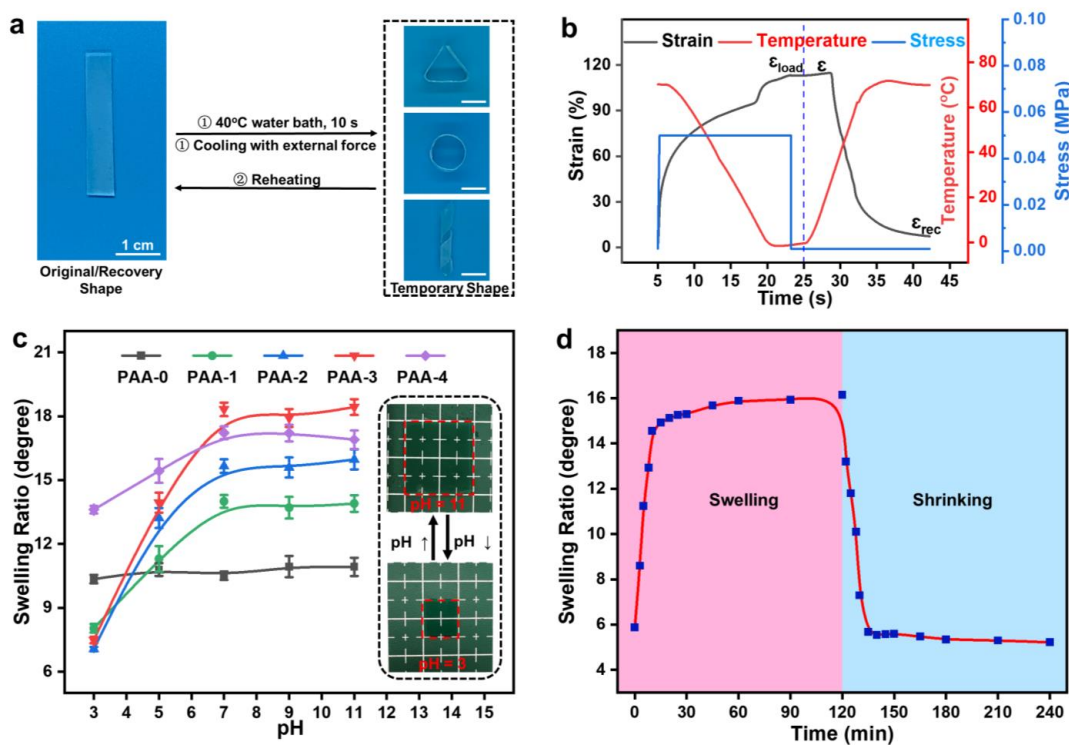 a
① 40°C water bath, 10 s
① Cooling with external force
② Reheating
1 cm
Original/Recovery
Shape
Temporary Shape
b
Strain Temperature Stress
ε_load ε
ε_rec
120
90
60
30
0
Strain (%)
80
60
40
20
0
Temperature (°C)
0.10
0.08
0.06
0.04
0.02
0.00
Stress (MPa)
5 10 15 20 25 30 35 40 45
Time (s)
c
PAA-0 PAA-1 PAA-2 PAA-3 PAA-4
21
18
15
12
9
6
Swelling Ratio (degree)
pH = 11
pH ↑ pH ↓
pH = 3
3 4 5 6 7 8 9 10 11 12 13 14 15
pH
d
18
16
14
12
10
8
6
4
Swelling Ratio (degree)
Swelling Shrinking
0 30 60 90 120 150 180 210 240
Time (min)